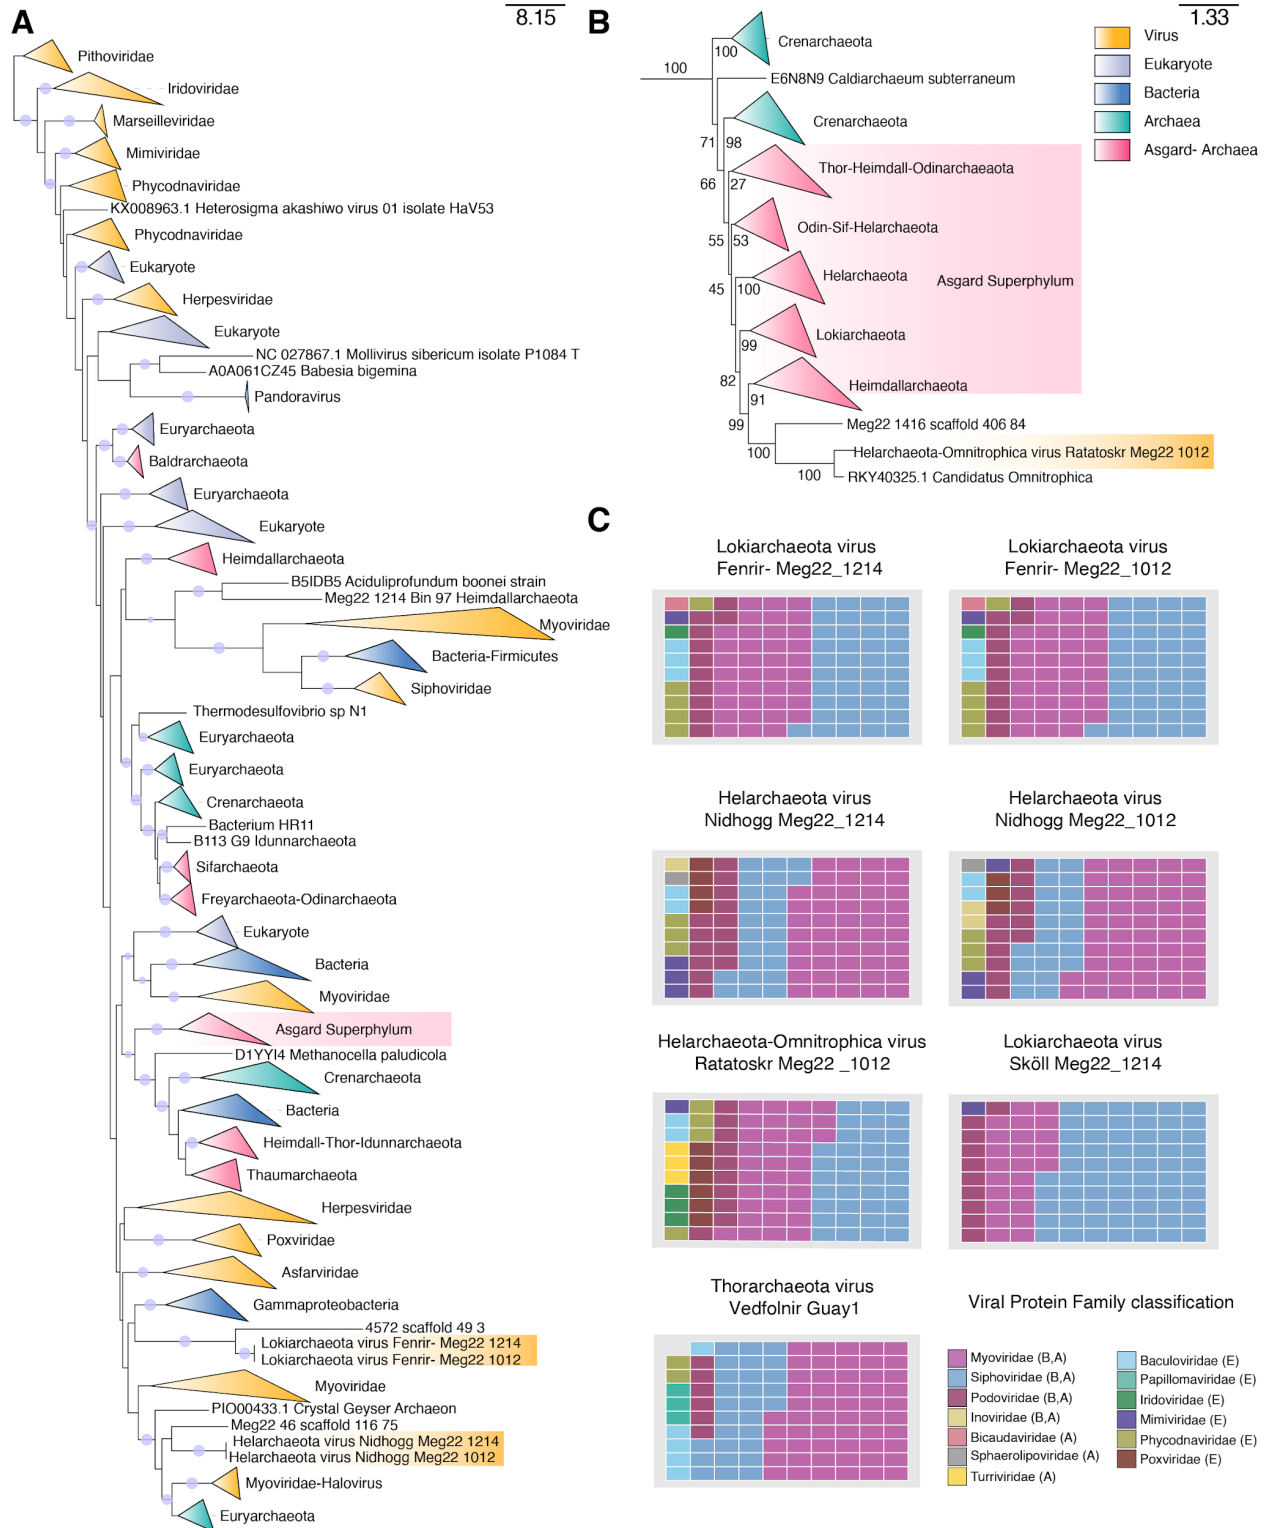 A
8.15
Pithoviridae
Iridoviridae
Marseilleviridae
Mimiviridae
Phycodnaviridae
KX008963.1 Heterosigma akashiwo virus 01 isolate HaV53
Phycodnaviridae
Eukaryote
Herpesviridae
Eukaryote
NC 027867.1 Mollivirus sibericum isolate P1084 T
A0A061CZ45 Babesia bigemina
Pandoravirus
Euryarchaeota
Baldrarchaeota
Euryarchaeota
Eukaryote
Heimdallarchaeota
B5IDB5 Aciduliprofundum boonei strain
Meg22 1214 Bin 97 Heimdallarchaeota
Myoviridae
Bacteria-Firmicutes
Siphoviridae
Thermodesulfovibrio sp N1
Euryarchaeota
Euryarchaeota
Crenarchaeota
Bacterium HR11
B113 G9 Idunnarchaeota
Sifarchaeota
Freyarchaeota-Odinarchaeota
Eukaryote
Bacteria
Myoviridae
Asgard Superphylum
D1YYI4 Methanocella paludicola
Crenarchaeota
Bacteria
Heimdall-Thor-Idunnarchaeota
Thaumarchaeota
Herpesviridae
Poxviridae
Asfarviridae
Gammaproteobacteria
4572 scaffold 49 3
Lokiarchaeota virus Fenrir- Meg22 1214
Lokiarchaeota virus Fenrir- Meg22 1012
Myoviridae
PIO00433.1 Crystal Geyser Archaeon
Meg22 46 scaffold 116 75
Helarchaeota virus Nidhogg Meg22 1214
Helarchaeota virus Nidhogg Meg22 1012
Myoviridae-Halovirus
Euryarchaeota
B
1.33
100
100
Crenarchaeota
E6N8N9 Caldiarchaeum subterraneum
Crenarchaeota
71
98
Thor-Heimdall-Odinarchaeaota
66
27
Odin-Sif-Helarchaeota
55
53
Helarchaeota
Asgard Superphylum
45
100
Lokiarchaeota
99
82
Heimdallarchaeota
91
99
Meg22 1416 scaffold 406 84
100
Helarchaeota-Omnitrophica virus Ratatoskr Meg22 1012
100
RKY40325.1 Candidatus Omnitrophica
Virus
Eukaryote
Bacteria
Archaea
Asgard- Archaea
C
Lokiarchaeota virus
Fenrir- Meg22_1214
Lokiarchaeota virus
Fenrir- Meg22_1012
Helarchaeota virus
Nidhogg Meg22_1214
Helarchaeota virus
Nidhogg Meg22_1012
Helarchaeota-Omnitrophica virus
Ratatoskr Meg22 _1012
Lokiarchaeota virus
Sköll Meg22_1214
Thorarchaeota virus
Vedfolnir Guay1
Viral Protein Family classification
Myoviridae (B,A)
Siphoviridae (B,A)
Podoviridae (B,A)
Inoviridae (B,A)
Bicaudaviridae (A)
Sphaerolipoviridae (A)
Turriviridae (A)
Baculoviridae (E)
Papillomaviridae (E)
Iridoviridae (E)
Mimiviridae (E)
Phycodnaviridae (E)
Poxviridae (E)